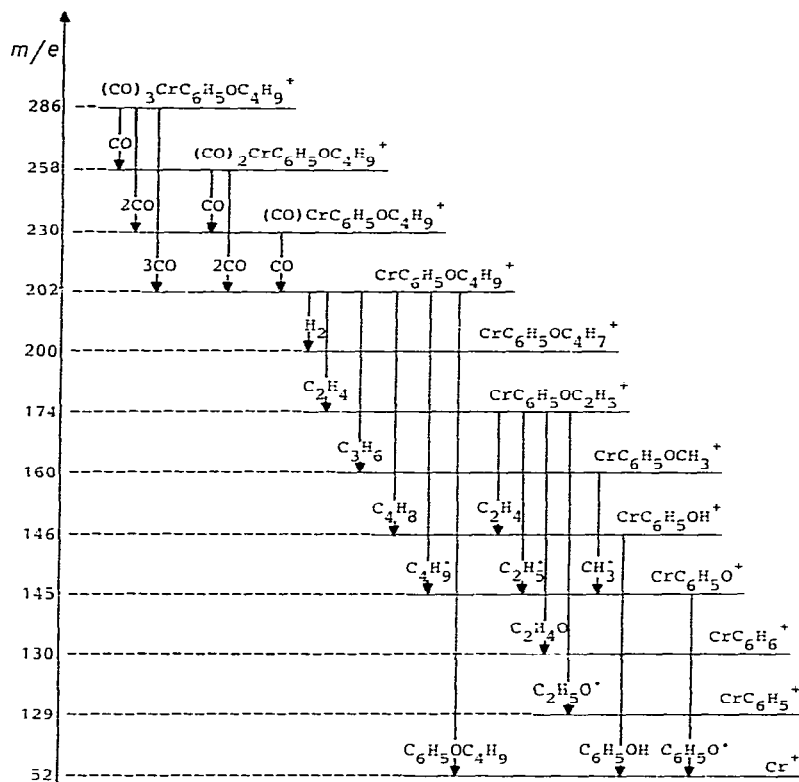 m/e
(CO)₃CrC₆H₅OC₄H₉⁺
286
CO
(CO)₂CrC₆H₅OC₄H₉⁺
258
2CO CO
(CO)CrC₆H₅OC₄H₉⁺
230
3CO 2CO CO
CrC₆H₅OC₄H₉⁺
202
H₂
CrC₆H₅OC₄H₇⁺
200
C₂H₄
CrC₆H₅OC₂H₅⁺
174
C₃H₆
CrC₆H₅OCH₃⁺
160
C₄H₈ C₂H₄
CrC₆H₅OH⁺
146
C₄H₉• C₂H₅• CH₃•
CrC₆H₅O⁺
145
C₂H₄O
CrC₆H₆⁺
130
C₂H₅O•
CrC₆H₅⁺
129
C₆H₅OC₄H₉ C₆H₅OH C₆H₅O•
Cr⁺
52